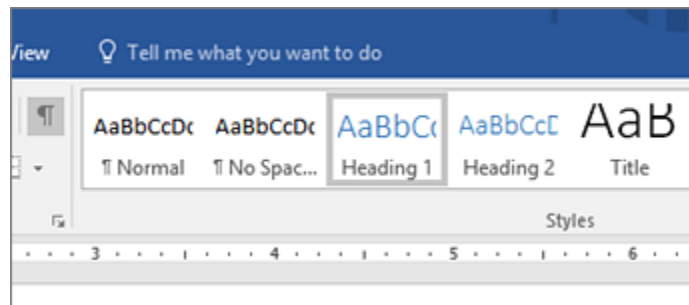 View Tell me what you want to do
AaBbCcDc AaBbCcDc AaBbCc AaBbCcE AaB
¶ Normal ¶ No Spac... Heading 1 Heading 2 Title
Styles
3 4 5 6